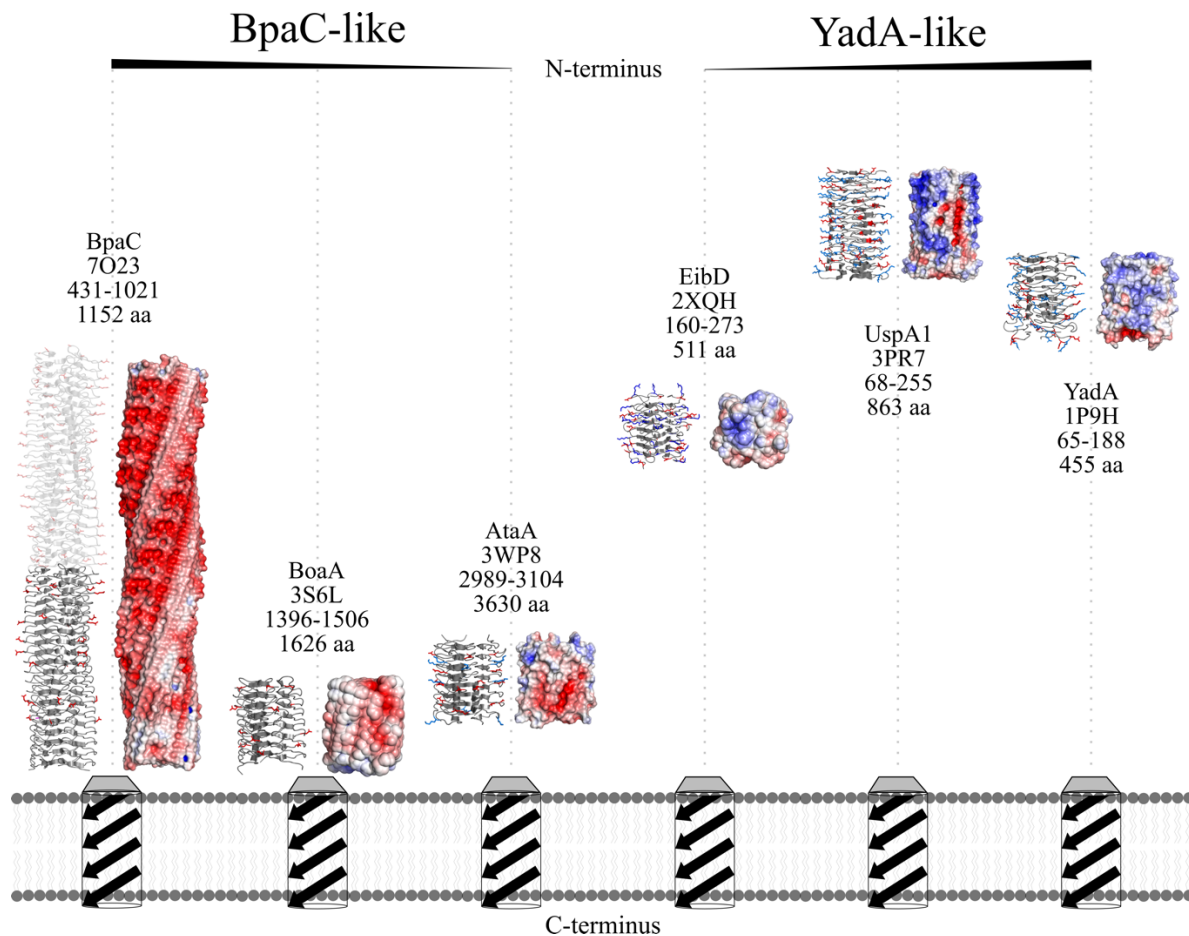 BpaC-like
YadA-like
N-terminus
BpaC
7O23
431-1021
1152 aa
BoaA
3S6L
1396-1506
1626 aa
AtaA
3WP8
2989-3104
3630 aa
EibD
2XQH
160-273
511 aa
UspA1
3PR7
68-255
863 aa
YadA
1P9H
65-188
455 aa
C-terminus